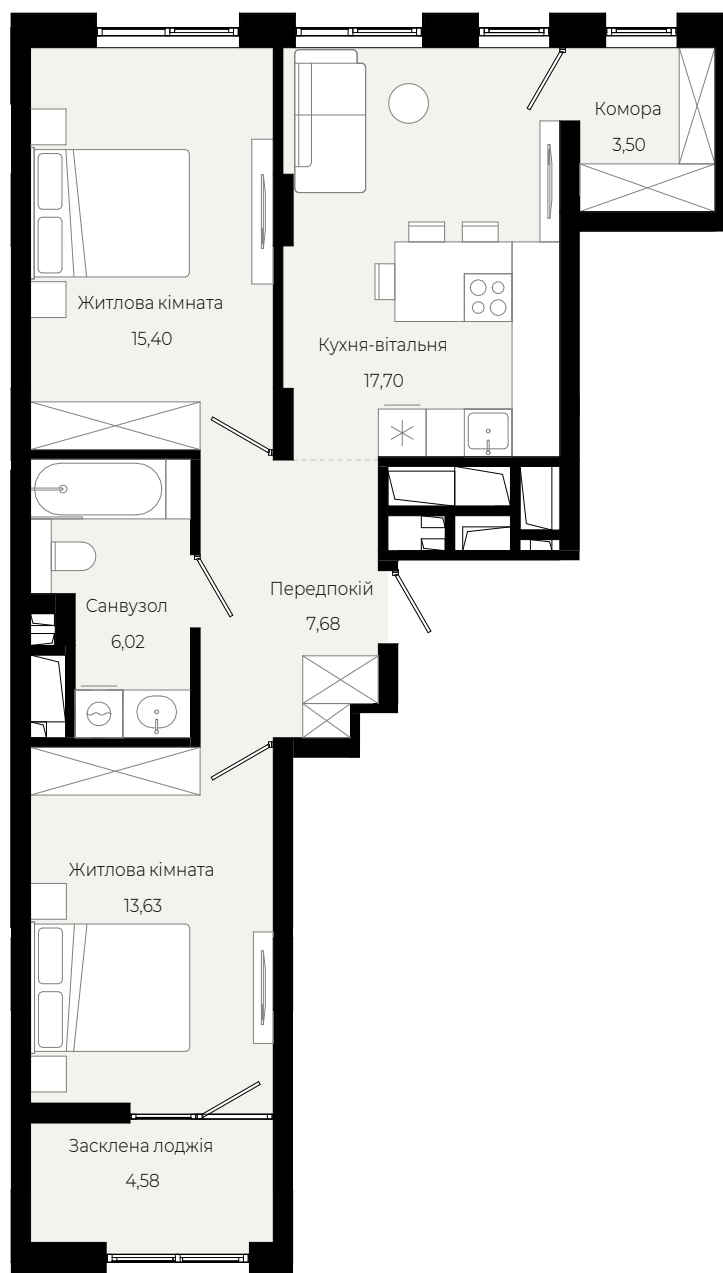 Комора
3,50
Житлова кімната
15,40
Кухня-вітальня
17,70
Передпокій
7,68
Санвузол
6,02
Житлова кімната
13,63
Засклена лоджія
4,58